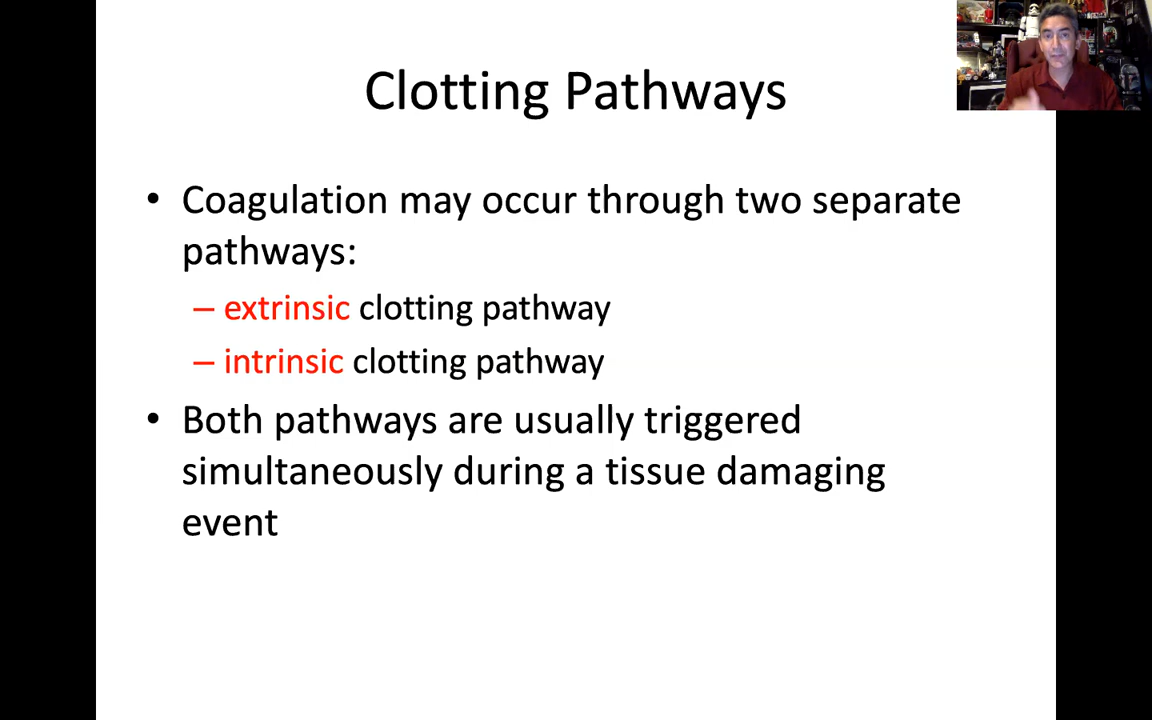 Clotting Pathways
• Coagulation may occur through two separate
pathways:
– extrinsic clotting pathway
– intrinsic clotting pathway
• Both pathways are usually triggered
simultaneously during a tissue damaging
event